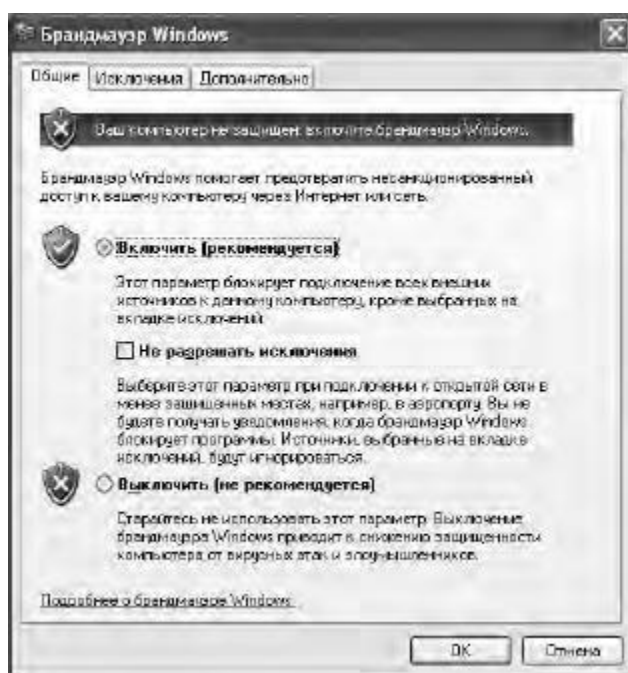 Брандмауэр Windows
Общие Исключения Дополнительно
Ваш компьютер не защищен: включите брандмауэр Windows
Брандмауэр Windows помогает предотвратить несанкционированный
доступ к вашему компьютеру через Интернет или сеть.
Включить (рекомендуется)
Этот параметр блокирует подключение всех внешних
источников к данному компьютеру, кроме выбранных на
вкладке исключений.
Не разрешать исключения
Выберите этот параметр при подключении к открытой сети в
менее защищенных местах, например, в аэропорту. Вы не
будете получать уведомления, когда брандмауэр Windows
блокирует программы. Источники, выбранные на вкладке
исключений, будут игнорироваться.
Выключить (не рекомендуется)
Старайтесь не использовать этот параметр. Выключение
брандмауэра Windows приводит к снижению защищенности
компьютера от вирусных атак и злоумышленников.
Подробнее о брандмауэре Windows.
OK Отмена